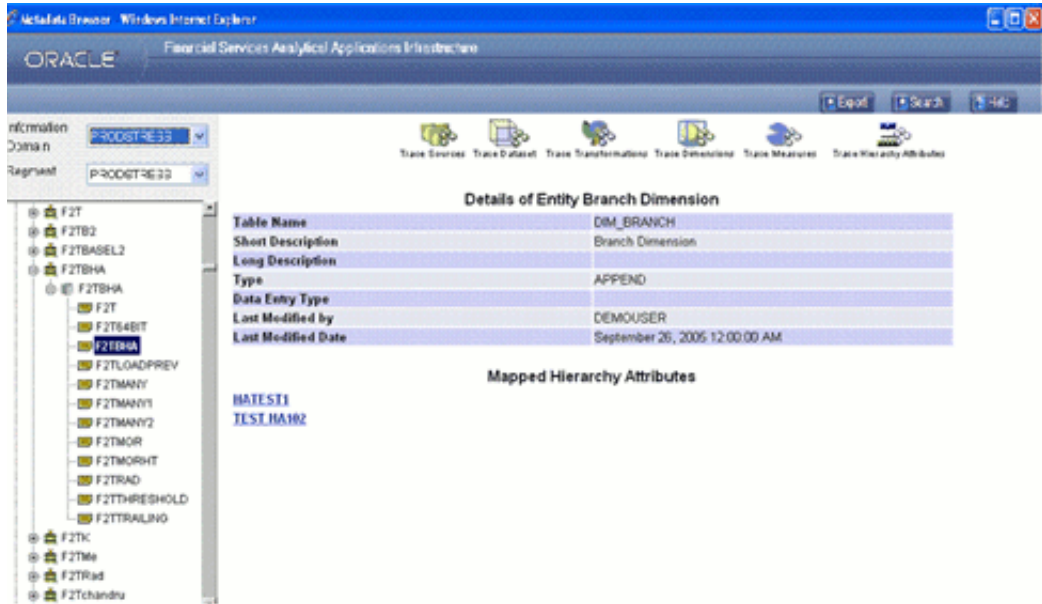 Metadata Browser - Windows Internet Explorer
ORACLE
Financial Services Analytical Applications Infrastructure
Export Search Help
Information Domain PRODSTRESS
Segment PRODSTRESS
Trace Sources Trace Dataset Trace Transformations Trace Dimensions Trace Measures Trace Hierarchy Attributes
F2T
F2TB2
F2TBASEL2
F2TBHA
F2TBHA
F2T
F2T64BIT
F2TBHA
F2TLOADPREV
F2TMANY
F2TMANY1
F2TMANY2
F2TMOR
F2TMORHT
F2TRAD
F2TTHRESHOLD
F2TTRAILING
F2TK
F2TMe
F2TRad
F2Tchandru
Details of Entity Branch Dimension
Table Name DIM_BRANCH
Short Description Branch Dimension
Long Description
Type APPEND
Data Entry Type
Last Modified by DEMOUSER
Last Modified Date September 26, 2005 12:00:00 AM
Mapped Hierarchy Attributes
HATEST1
TEST_HA102